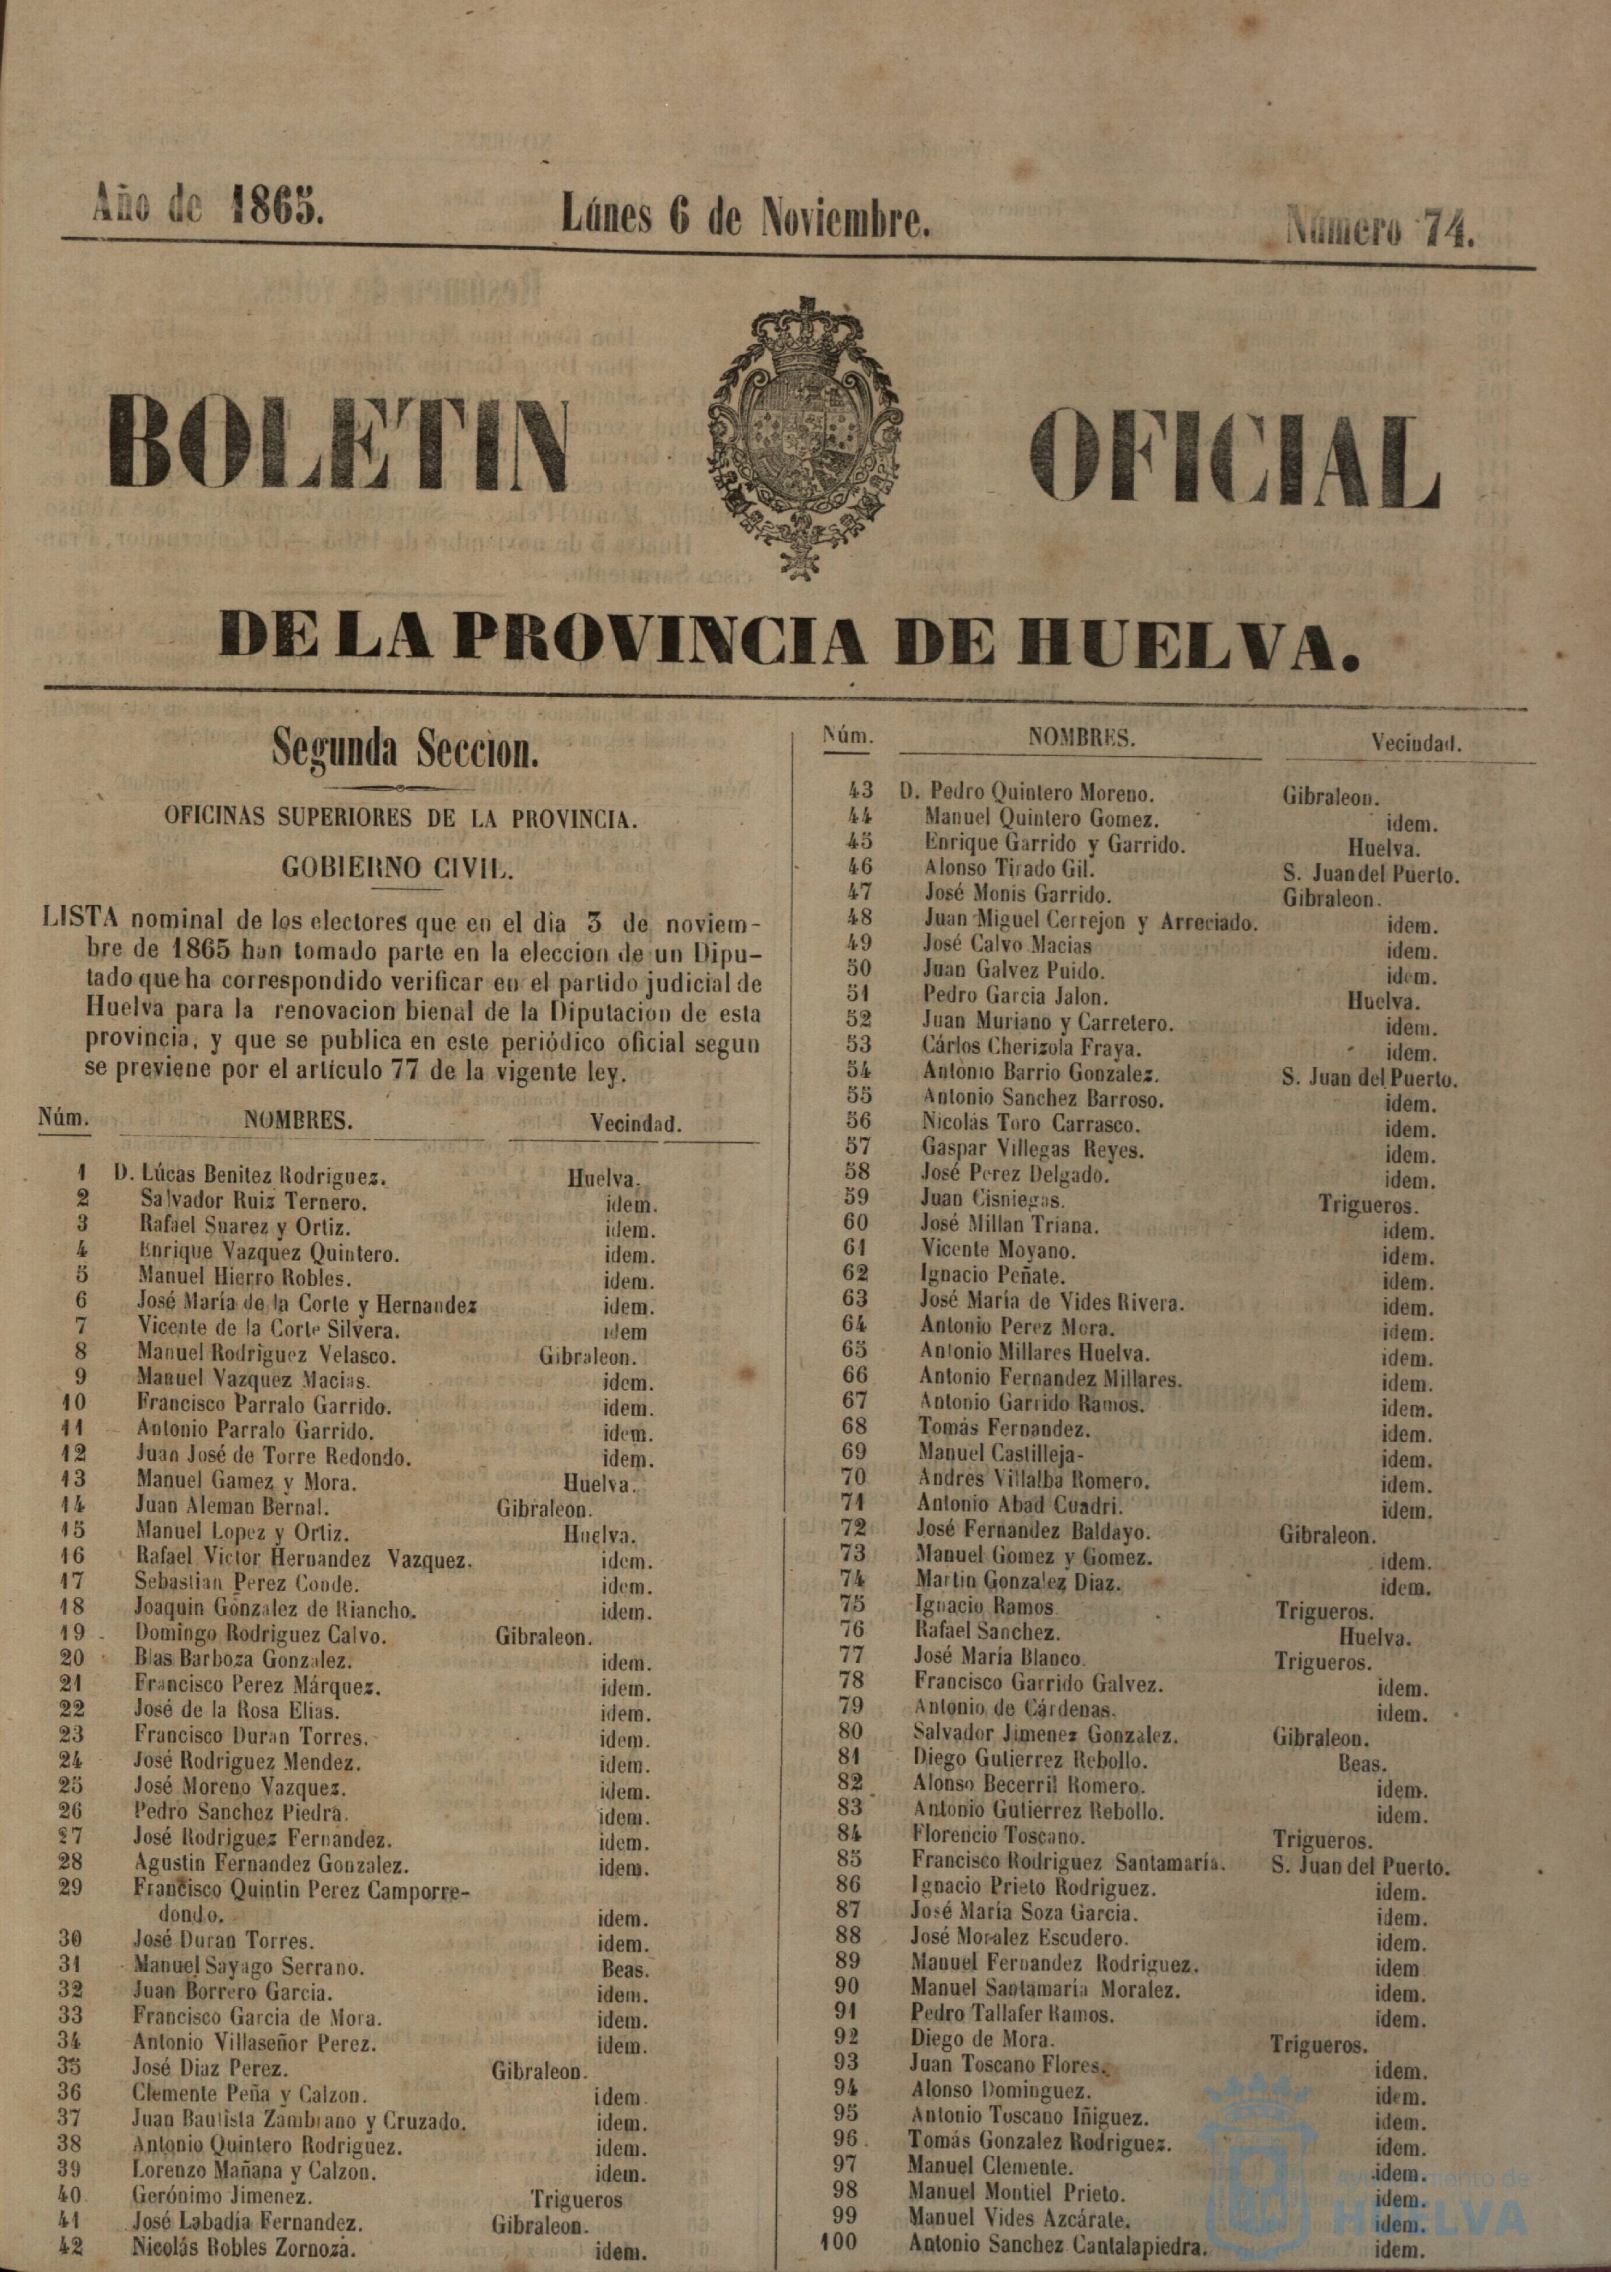 Año de 1865.
Lúnes 6 de Noviembre.
Número 74.
BOLETIN OFICIAL
DE LA PROVINCIA DE HUELVA.
Segunda Seccion.
OFICINAS SUPERIORES DE LA PROVINCIA.
GOBIERNO CIVIL.
LISTA nominal de los electores que en el dia 3 de noviem-
bre de 1865 han tomado parte en la eleccion de un Dipu-
tado que ha correspondido verificar en el partido judicial de
Huelva para la renovacion bienal de la Diputacion de esta
provincia, y que se publica en este periódico oficial segun
se previene por el artículo 77 de la vigente ley.
Núm. NOMBRES. Vecindad.
1 D. Lúcas Benitez Rodriguez. Huelva.
2 Salvador Ruiz Ternero. idem.
3 Rafael Suarez y Ortiz. idem.
4 Enrique Vazquez Quintero. idem.
5 Manuel Hierro Robles. idem.
6 José María de la Corte y Hernandez idem.
7 Vicente de la Corte Silvera. idem
8 Manuel Rodriguez Velasco. Gibraleon.
9 Manuel Vazquez Macias. idem.
10 Francisco Parralo Garrido. idem.
11 Antonio Parralo Garrido. idem.
12 Juan José de Torre Redondo. idem.
13 Manuel Gamez y Mora. Huelva.
14 Juan Aleman Bernal. Gibraleon.
15 Manuel Lopez y Ortiz. Huelva.
16 Rafael Victor Hernandez Vazquez. idem.
17 Sebastian Perez Conde. idem.
18 Joaquin Gonzalez de Riancho. idem.
19 Domingo Rodriguez Calvo. Gibraleon.
20 Blas Barboza Gonzalez. idem.
21 Francisco Perez Márquez. idem.
22 José de la Rosa Elias. idem.
23 Francisco Duran Torres. idem.
24 José Rodriguez Mendez. idem.
25 José Moreno Vazquez. idem.
26 Pedro Sanchez Piedra. idem.
27 José Rodriguez Fernandez. idem.
28 Agustin Fernandez Gonzalez. idem.
29 Francisco Quintin Perez Camporre-
dondo. idem.
30 José Duran Torres. idem.
31 Manuel Sayago Serrano. Beas.
32 Juan Borrero Garcia. idem.
33 Francisco Garcia de Mora. idem.
34 Antonio Villaseñor Perez. idem.
35 José Diaz Perez. Gibraleon.
36 Clemente Peña y Calzon. idem.
37 Juan Bautista Zambrano y Cruzado. idem.
38 Antonio Quintero Rodriguez. idem.
39 Lorenzo Mañana y Calzon. idem.
40 Gerónimo Jimenez. Trigueros
41 José Labadía Fernandez. Gibraleon.
42 Nicolás Robles Zornoza. idem.
Núm. NOMBRES. Vecindad.
43 D. Pedro Quintero Moreno. Gibraleon.
44 Manuel Quintero Gomez. idem.
45 Enrique Garrido y Garrido. Huelva.
46 Alonso Tirado Gil. S. Juan del Puerto.
47 José Monis Garrido. Gibraleon.
48 Juan Miguel Cerrejon y Arreciado. idem.
49 José Calvo Macias idem.
50 Juan Galvez Puido. idem.
51 Pedro Garcia Jalon. Huelva.
52 Juan Muriano y Carretero. idem.
53 Cárlos Cherizola Fraya. idem.
54 Antonio Barrio Gonzalez. S. Juan del Puerto.
55 Antonio Sanchez Barroso. idem.
56 Nicolás Toro Carrasco. idem.
57 Gaspar Villegas Reyes. idem.
58 José Perez Delgado. idem.
59 Juan Cisniegas. Trigueros.
60 José Millan Triana. idem.
61 Vicente Moyano. idem.
62 Ignacio Peñate. idem.
63 José María de Vides Rivera. idem.
64 Antonio Perez Mora. idem.
65 Antonio Millares Huelva. idem.
66 Antonio Fernandez Millares. idem.
67 Antonio Garrido Ramos. idem.
68 Tomás Fernandez. idem.
69 Manuel Castilleja- idem.
70 Andres Villalba Romero. idem.
71 Antonio Abad Cuadri. idem.
72 José Fernandez Baldayo. Gibraleon.
73 Manuel Gomez y Gomez. idem.
74 Martin Gonzalez Diaz. idem.
75 Ignacio Ramos Trigueros.
76 Rafael Sanchez. Huelva.
77 José María Blanco. Trigueros.
78 Francisco Garrido Galvez. idem.
79 Antonio de Cárdenas. idem.
80 Salvador Jimenez Gonzalez. Gibraleon.
81 Diego Gutierrez Rebollo. Beas.
82 Alonso Becerril Romero. idem.
83 Antonio Gutierrez Rebollo. idem.
84 Florencio Toscano. Trigueros.
85 Francisco Rodriguez Santamaría. S. Juan del Puerto.
86 Ignacio Prieto Rodriguez. idem.
87 José María Soza Garcia. idem.
88 José Moralez Escudero. idem.
89 Manuel Fernandez Rodriguez. idem
90 Manuel Santamaría Moralez. idem.
91 Pedro Tallafer Ramos. idem.
92 Diego de Mora. Trigueros.
93 Juan Toscano Flores. idem.
94 Alonso Dominguez. idem.
95 Antonio Toscano Iñiguez. idem.
96 Tomás Gonzalez Rodriguez. idem.
97 Manuel Clemente. idem.
98 Manuel Montiel Prieto. idem.
99 Manuel Vides Azcárate. idem.
100 Antonio Sanchez Cantalapiedra. idem.
Ayuntamiento de
HUELVA